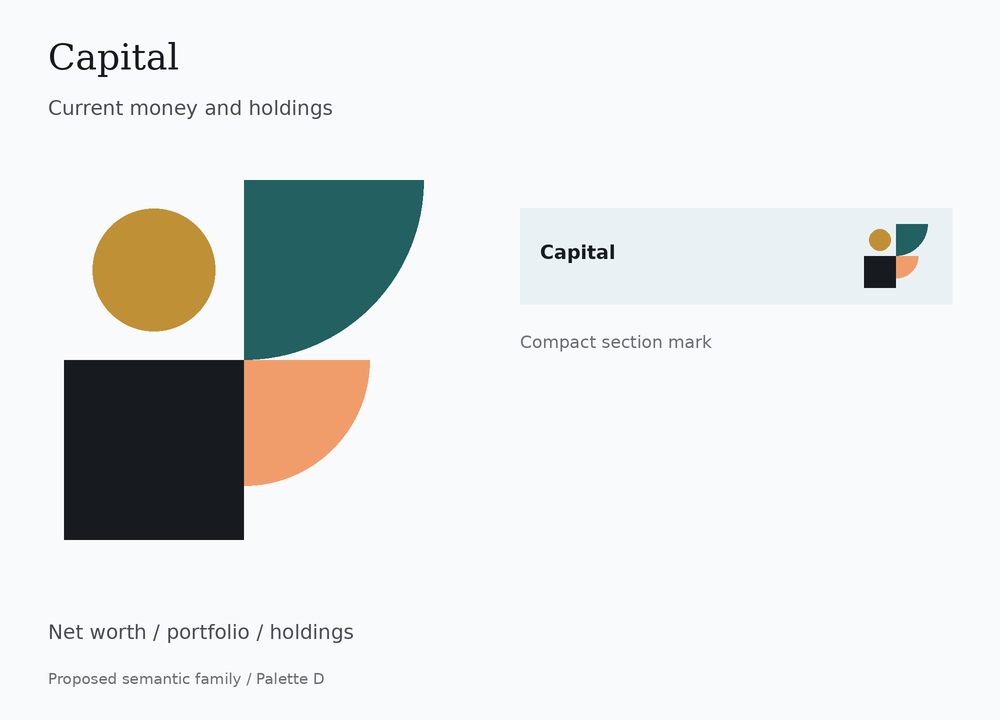 Capital
Current money and holdings
Capital
Compact section mark
Net worth / portfolio / holdings
Proposed semantic family / Palette D